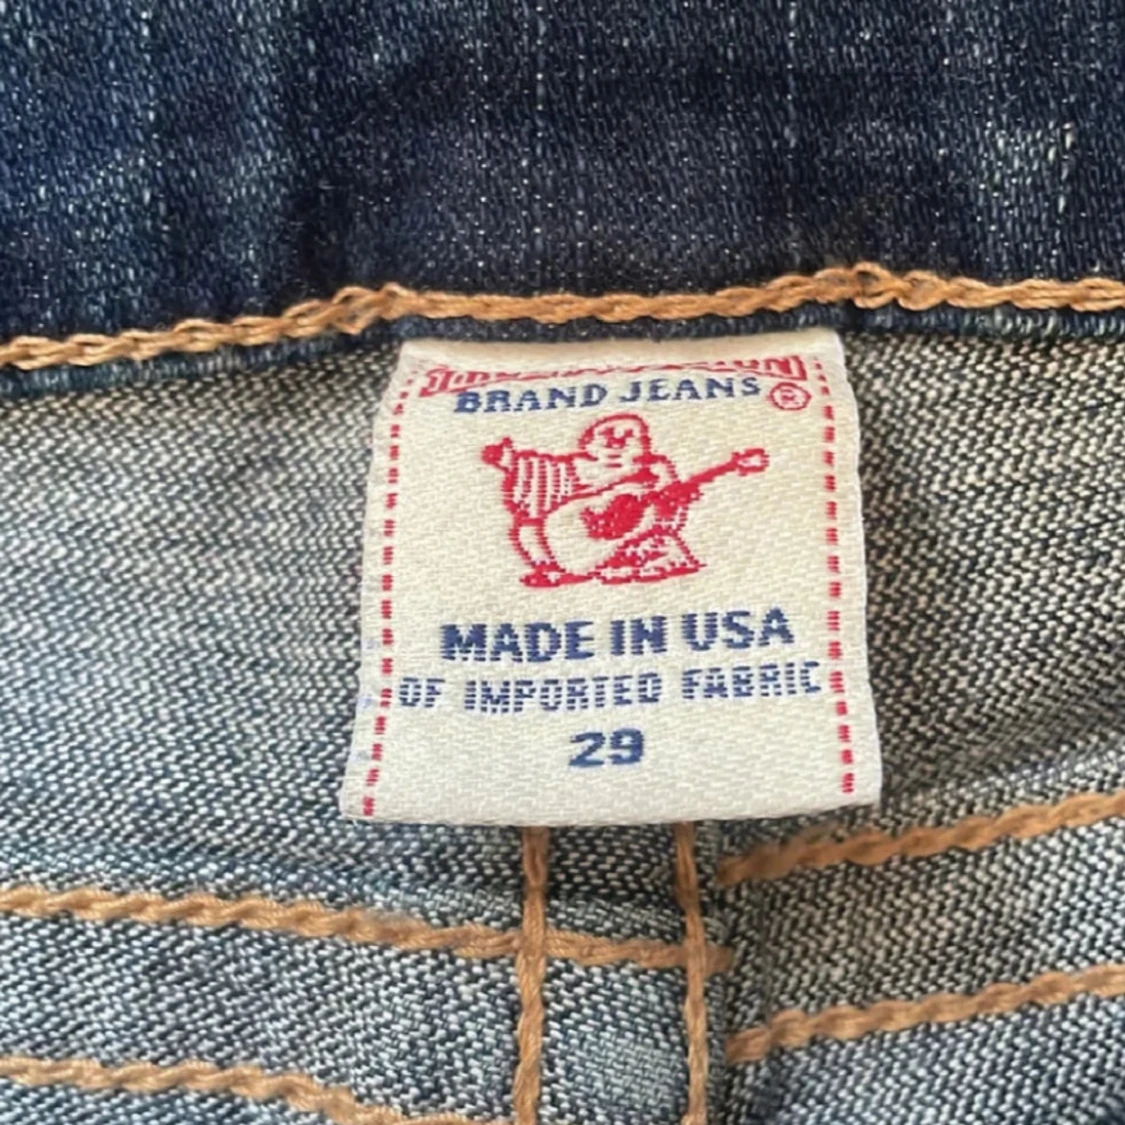 BRAND JEANS ®
MADE IN USA
OF IMPORTED FABRIC
29